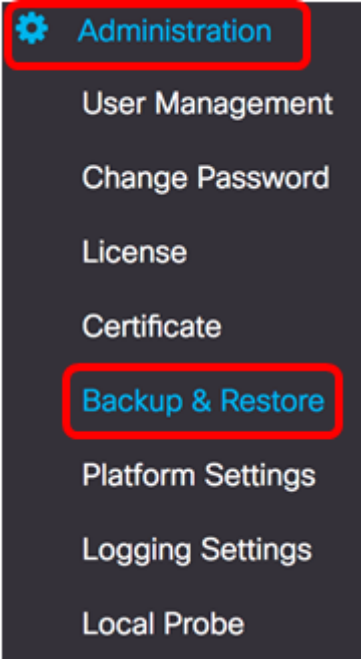 Administration
User Management
Change Password
License
Certificate
Backup & Restore
Platform Settings
Logging Settings
Local Probe